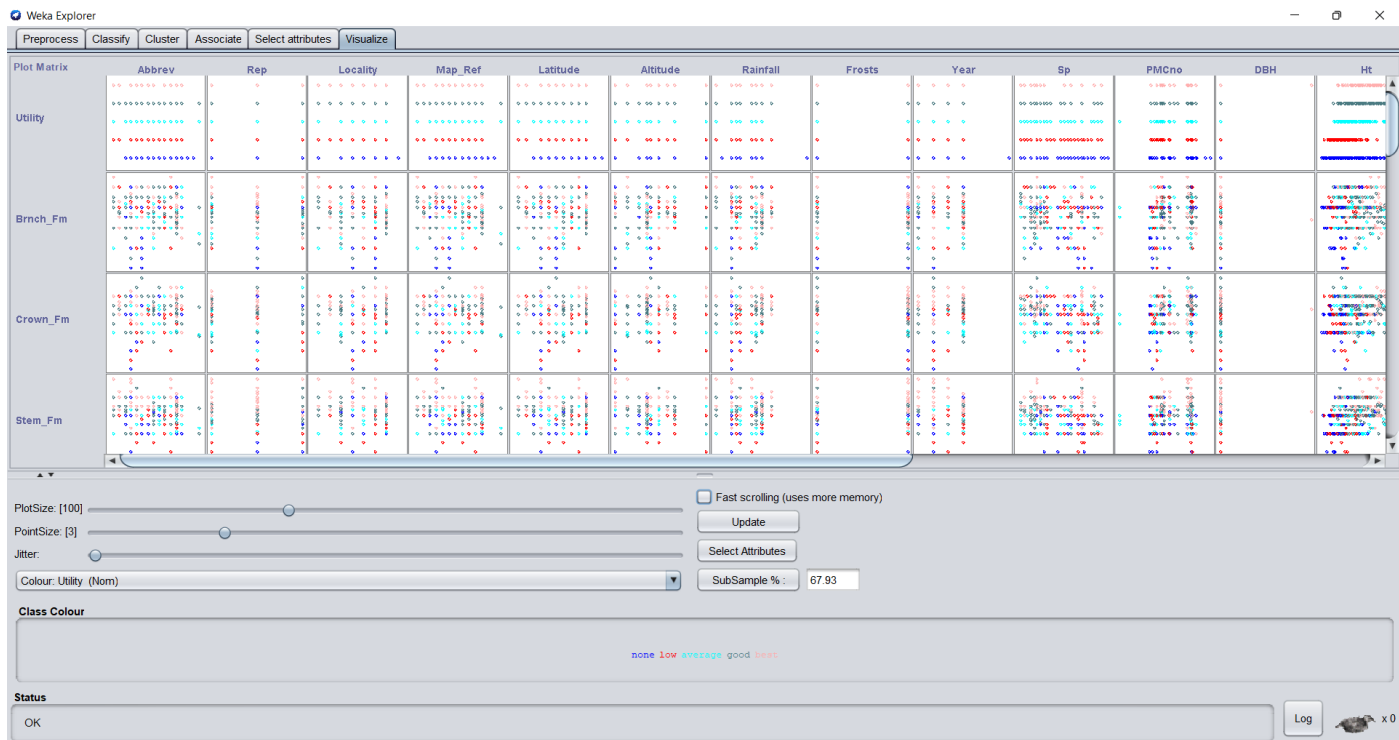 Weka Explorer
Preprocess Classify Cluster Associate Select attributes Visualize
Plot Matrix Abbrev Rep Locality Map_Ref Latitude Altitude Rainfall Frosts Year Sp PMCno DBH Ht
Utility
Brnch_Fm
Crown_Fm
Stem_Fm
PlotSize: [100]
PointSize: [3]
Jitter:
Colour: Utility (Nom)
Fast scrolling (uses more memory)
Update
Select Attributes
SubSample % : 67.93
Class Colour
none low average good best
Status
OK
Log x 0